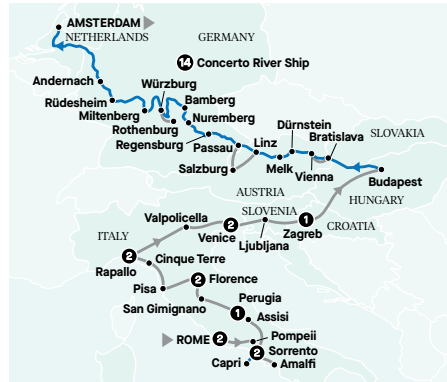 AMSTERDAM
NETHERLANDS
GERMANY
14 Concerto River Ship
Andernach
Würzburg
Rüdesheim
Bamberg
Miltenberg
Nuremberg
Rothenburg
Regensburg
Dürnstein
Passau
Linz
Bratislava
SLOVAKIA
Salzburg
Melk
Vienna
Budapest
AUSTRIA
HUNGARY
Valpolicella
SLOVENIA
2
1
CROATIA
Venice
Zagreb
ITALY
Ljubljana
2
Rapallo
Cinque Terre
2 Florence
Pisa
Perugia
San Gimignano
1
Assisi
ROME 2
Pompeii
2 Sorrento
Capri
Amalfi